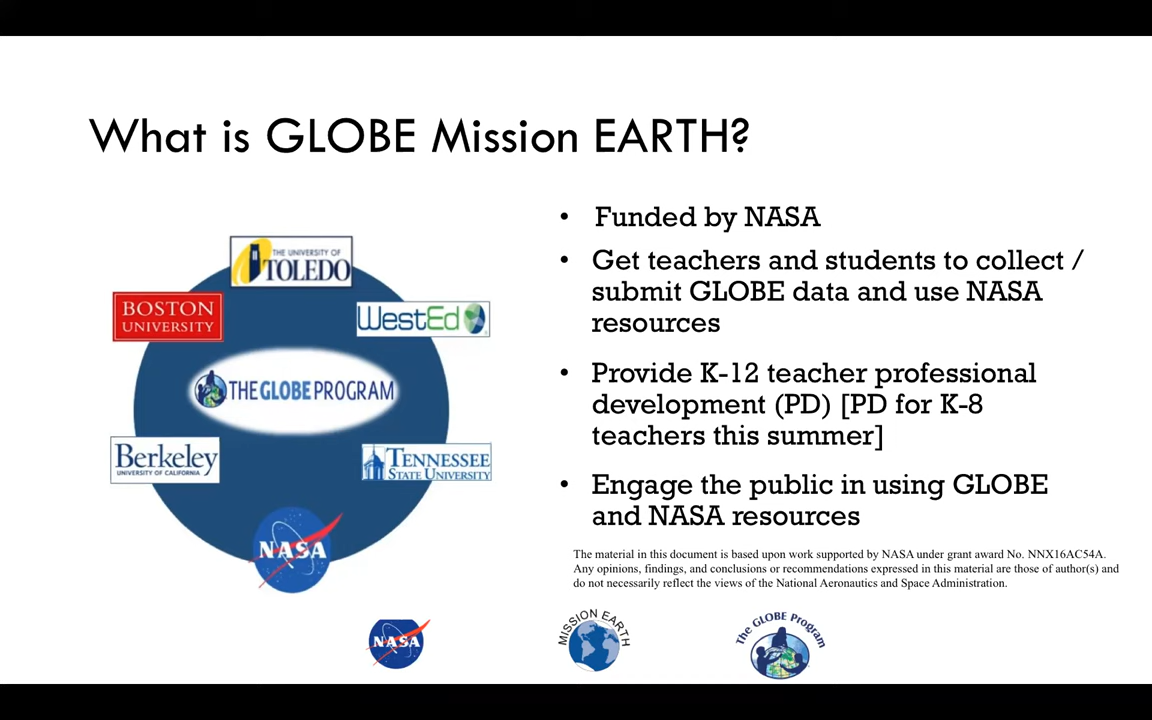 What is GLOBE Mission EARTH?
THE UNIVERSITY OF
TOLEDO
BOSTON
UNIVERSITY
WestEd
THE GLOBE PROGRAM
Berkeley
UNIVERSITY OF CALIFORNIA
TENNESSEE
STATE UNIVERSITY
NASA
• Funded by NASA
• Get teachers and students to collect /
submit GLOBE data and use NASA
resources
• Provide K-12 teacher professional
development (PD) [PD for K-8
teachers this summer]
• Engage the public in using GLOBE
and NASA resources
The material in this document is based upon work supported by NASA under grant award No. NNX16AC54A.
Any opinions, findings, and conclusions or recommendations expressed in this material are those of author(s) and
do not necessarily reflect the views of the National Aeronautics and Space Administration.
NASA
MISSION EARTH
The GLOBE Program